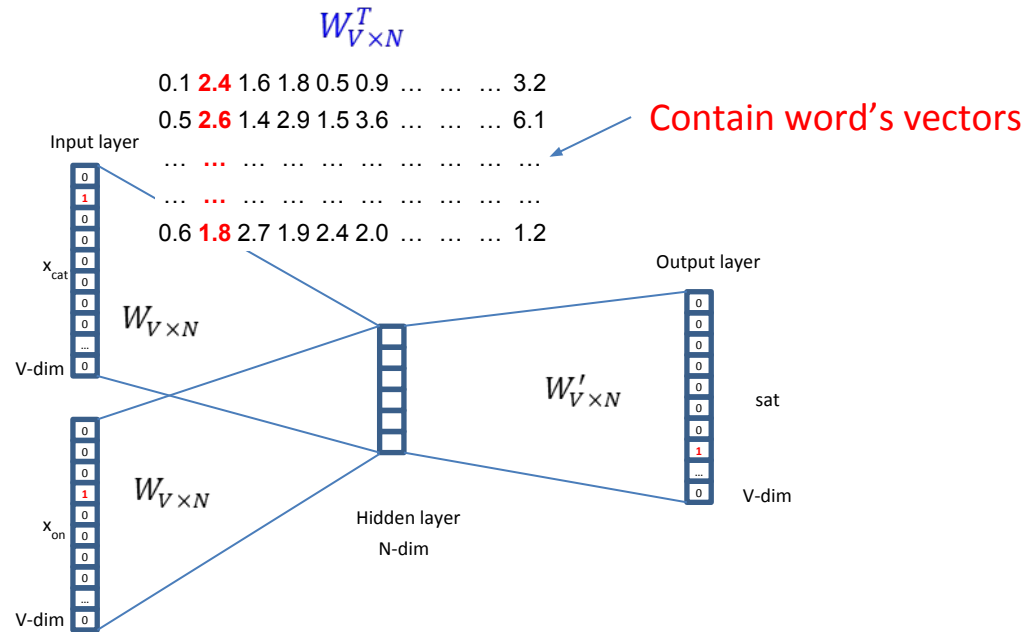 W^T_{V×N}
0.1 2.4 1.6 1.8 0.5 0.9 … … … 3.2
0.5 2.6 1.4 2.9 1.5 3.6 … … … 6.1
… … … … … … … … … …
… … … … … … … … … …
0.6 1.8 2.7 1.9 2.4 2.0 … … … 1.2
Contain word's vectors
Input layer
0
1
0
0
0
0
0
0
…
0
x_cat
V-dim
W_{V×N}
0
0
0
1
0
0
0
0
…
0
x_on
V-dim
W_{V×N}
Hidden layer
N-dim
W'_{V×N}
Output layer
0
0
0
0
0
0
0
1
…
0
sat
V-dim